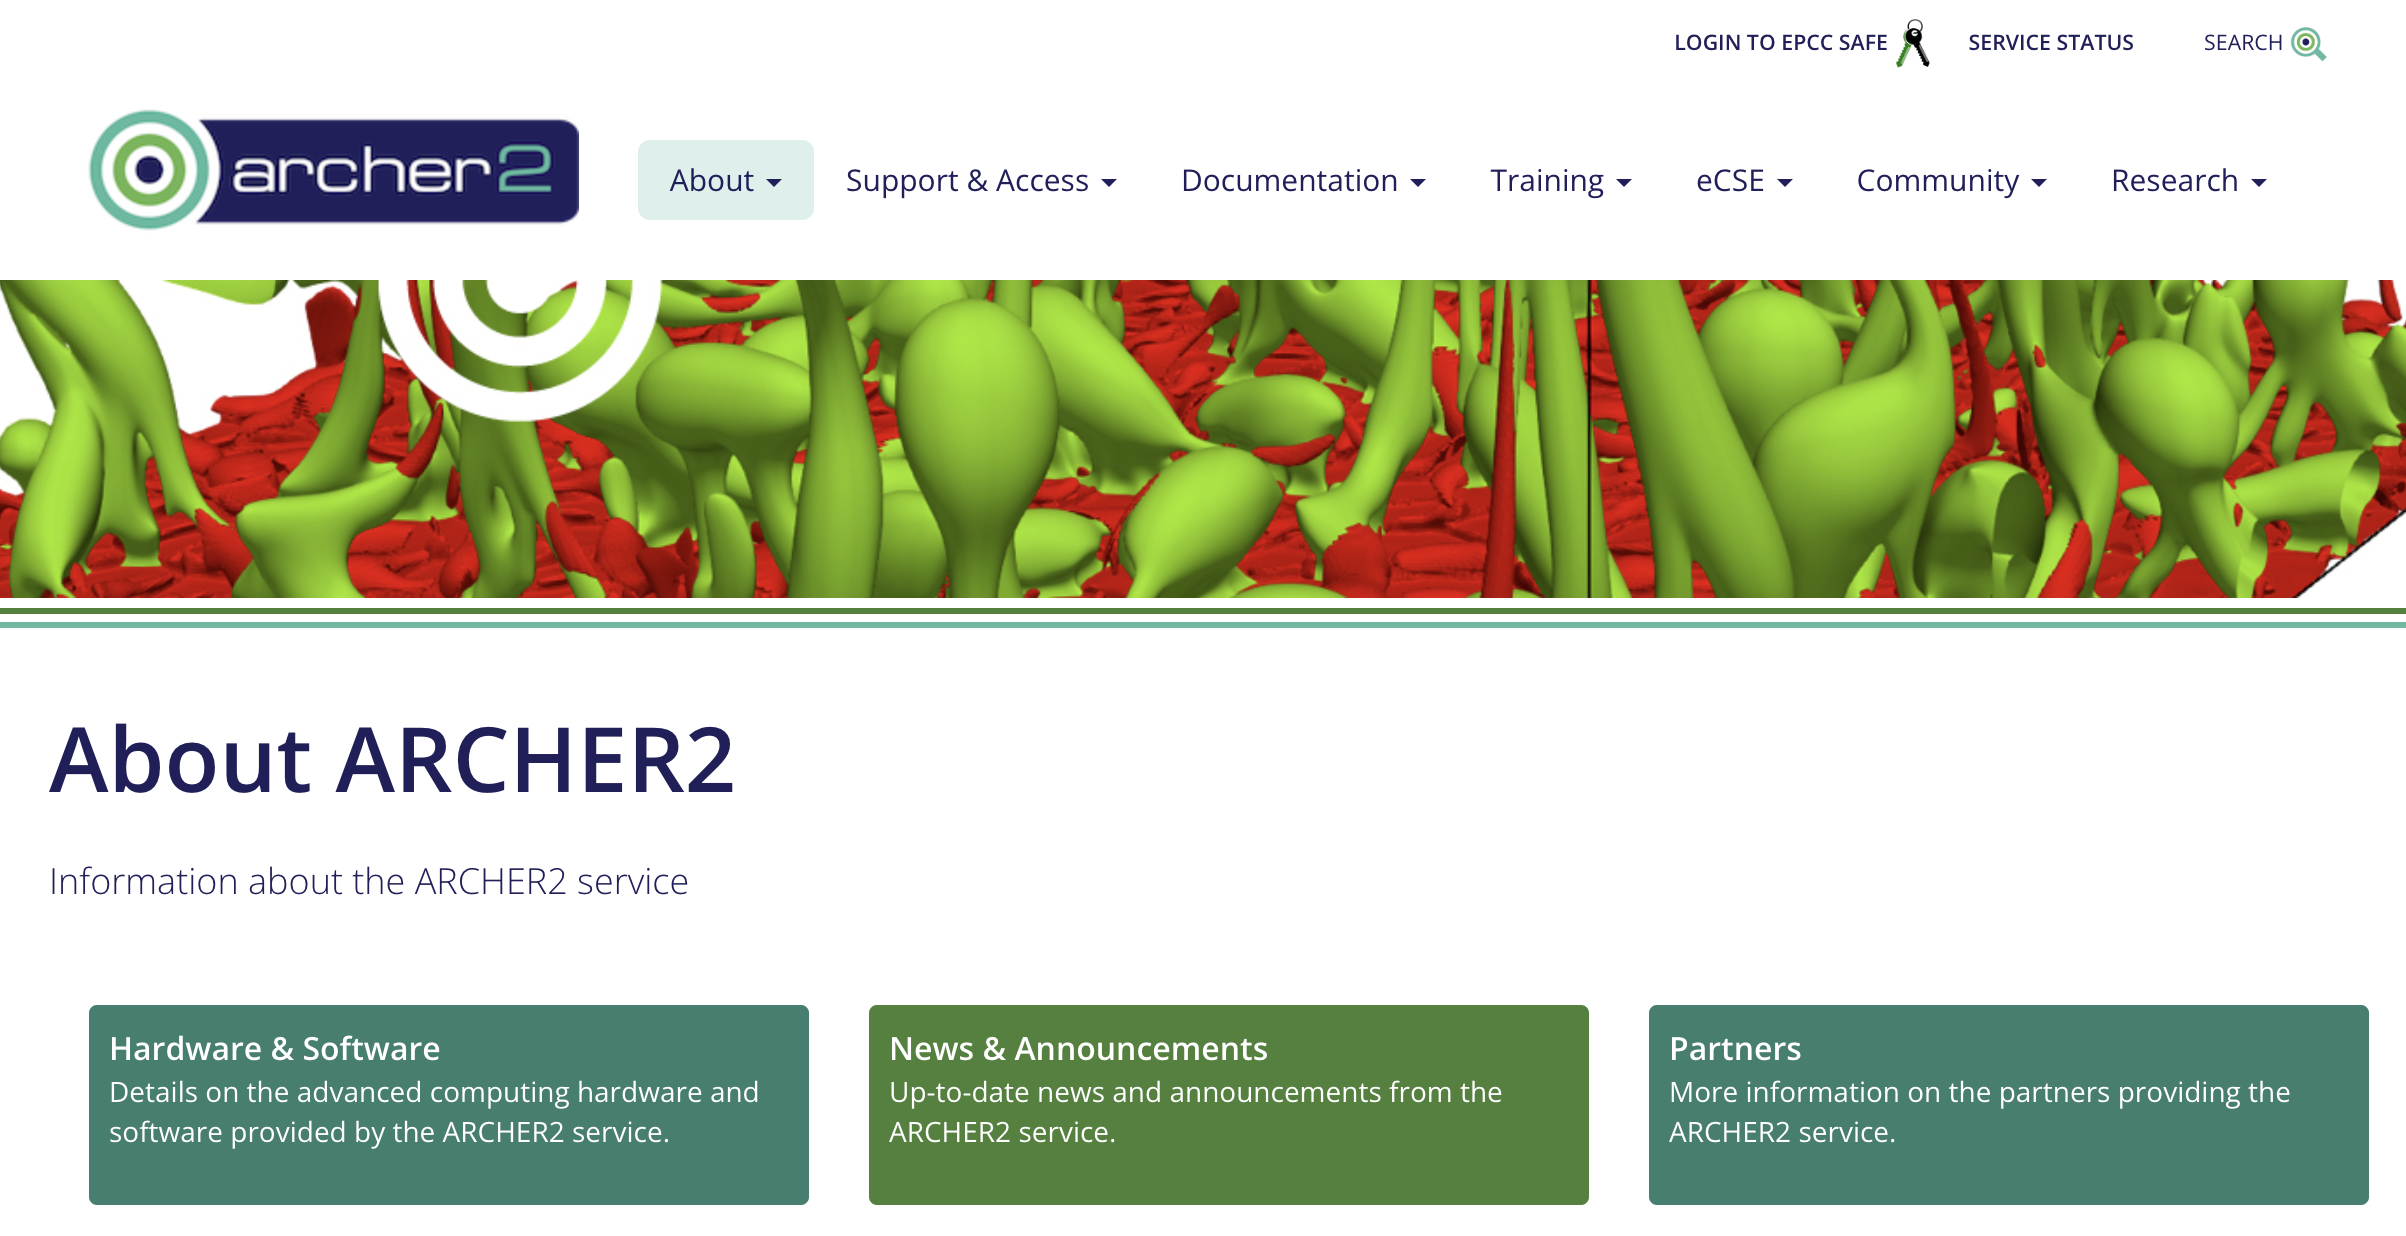 LOGIN TO EPCC SAFE SERVICE STATUS SEARCH
archer2
About Support & Access Documentation Training eCSE Community Research
About ARCHER2
Information about the ARCHER2 service
Hardware & Software
Details on the advanced computing hardware and
software provided by the ARCHER2 service.
News & Announcements
Up-to-date news and announcements from the
ARCHER2 service.
Partners
More information on the partners providing the
ARCHER2 service.